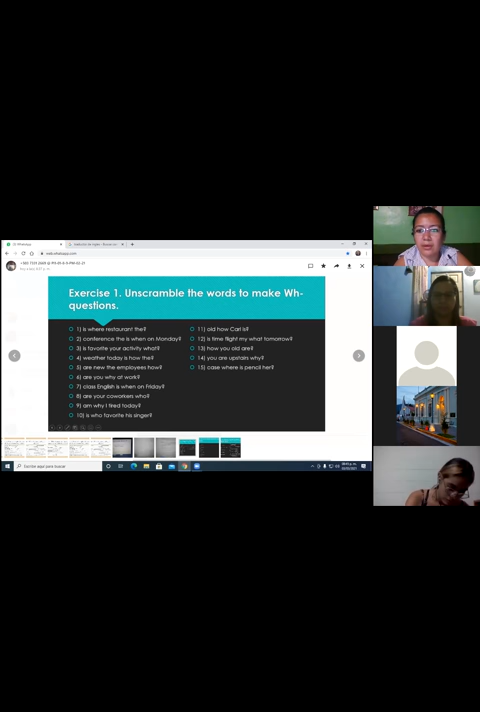 WhatsApp
web.whatsapp.com
Exercise 1. Unscramble the words to make Wh-
questions.
1) is where restaurant the?
2) conference the is when on Monday?
3) is favorite your activity what?
4) weather today is how the?
5) are new the employees how?
6) are you why at work?
7) class English is when on Friday?
8) are your coworkers who?
9) am why I tired today?
10) is who favorite his singer?
11) old how Carl is?
12) is time flight my what tomorrow?
13) how you old are?
14) you are upstairs why?
15) case where is pencil her?
Escribe aquí para buscar